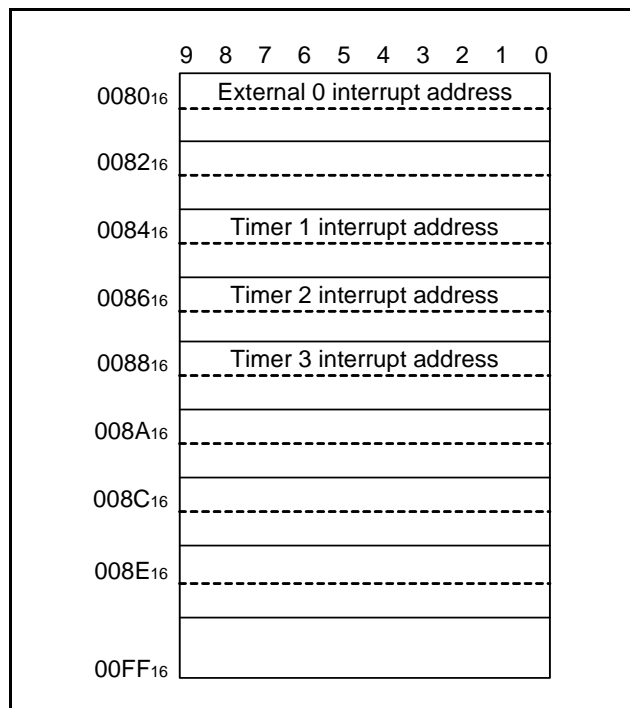 9 8 7 6 5 4 3 2 1 0
0080₁₆ External 0 interrupt address
0082₁₆
0084₁₆ Timer 1 interrupt address
0086₁₆ Timer 2 interrupt address
0088₁₆ Timer 3 interrupt address
008A₁₆
008C₁₆
008E₁₆
00FF₁₆